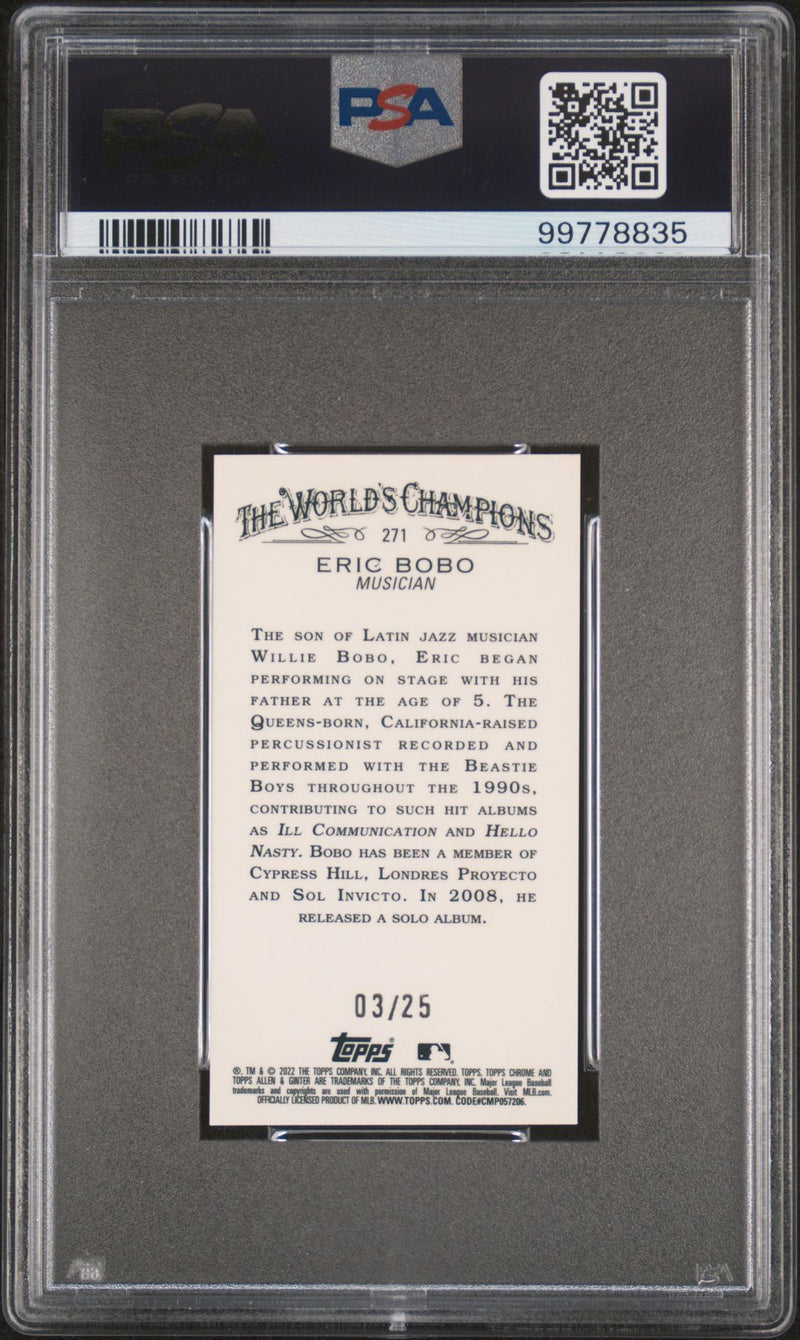 PSA
PSA
99778835
THE WORLD'S CHAMPIONS
271
ERIC BOBO
MUSICIAN
THE SON OF LATIN JAZZ MUSICIAN
WILLIE BOBO, ERIC BEGAN
PERFORMING ON STAGE WITH HIS
FATHER AT THE AGE OF 5. THE
QUEENS-BORN, CALIFORNIA-RAISED
PERCUSSIONIST RECORDED AND
PERFORMED WITH THE BEASTIE
BOYS THROUGHOUT THE 1990S,
CONTRIBUTING TO SUCH HIT ALBUMS
AS ILL COMMUNICATION AND HELLO
NASTY. BOBO HAS BEEN A MEMBER OF
CYPRESS HILL, LONDRES PROYECTO
AND SOL INVICTO. IN 2008, HE
RELEASED A SOLO ALBUM.
03/25
topps®
®, TM & © 2022 THE TOPPS COMPANY, INC. ALL RIGHTS RESERVED. TOPPS, TOPPS CHROME AND
TOPPS ALLEN & GINTER ARE TRADEMARKS OF THE TOPPS COMPANY, INC. Major League Baseball
trademarks and copyrights are used with permission of Major League Baseball. Visit MLB.com.
OFFICIALLY LICENSED PRODUCT OF MLB. WWW.TOPPS.COM. CODE#CMP057206.